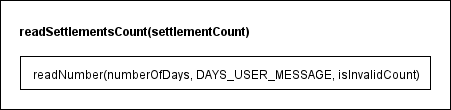 readSettlementsCount(settlementCount)
readNumber(numberOfDays, DAYS_USER_MESSAGE, isInvalidCount)